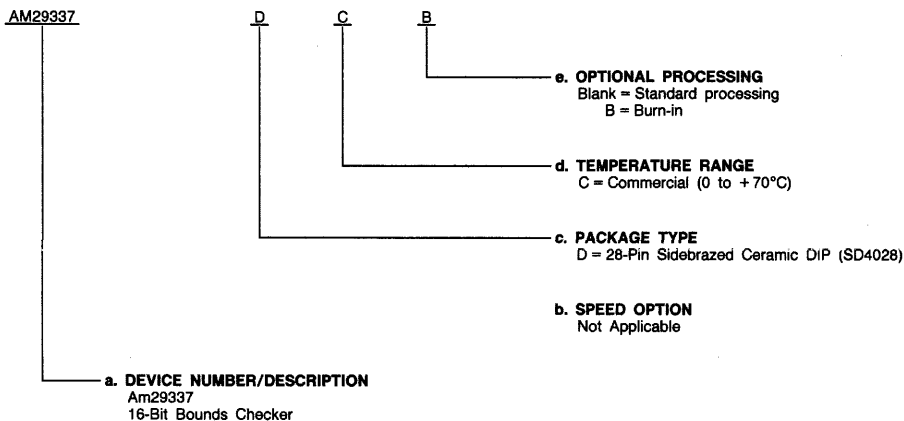 AM29337 D C B
e. OPTIONAL PROCESSING
Blank = Standard processing
B = Burn-in
d. TEMPERATURE RANGE
C = Commercial (0 to +70°C)
c. PACKAGE TYPE
D = 28-Pin Sidebrazed Ceramic DIP (SD4028)
b. SPEED OPTION
Not Applicable
a. DEVICE NUMBER/DESCRIPTION
Am29337
16-Bit Bounds Checker